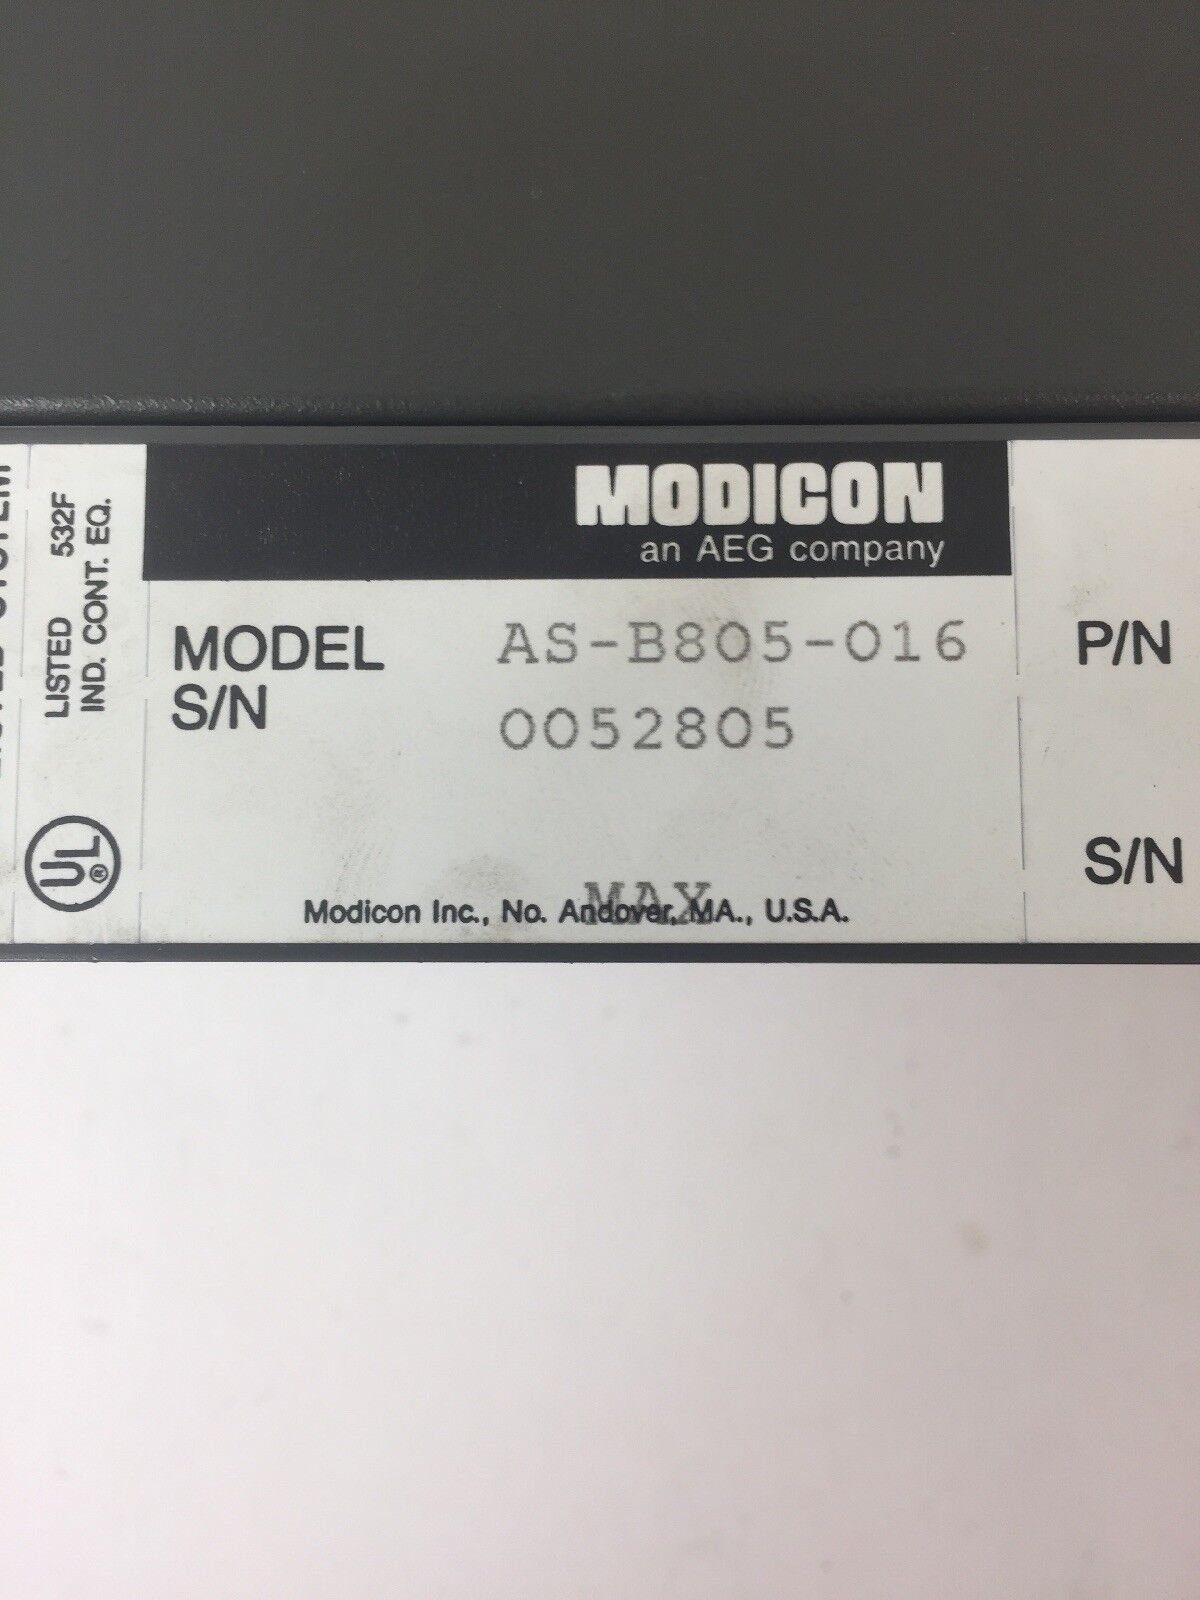 LISTED 532F
IND. CONT. EQ.
UL®
MODICON
an AEG company
MODEL AS-B805-016
S/N 0052805
MAX
Modicon Inc., No. Andover, MA., U.S.A.
P/N
S/N